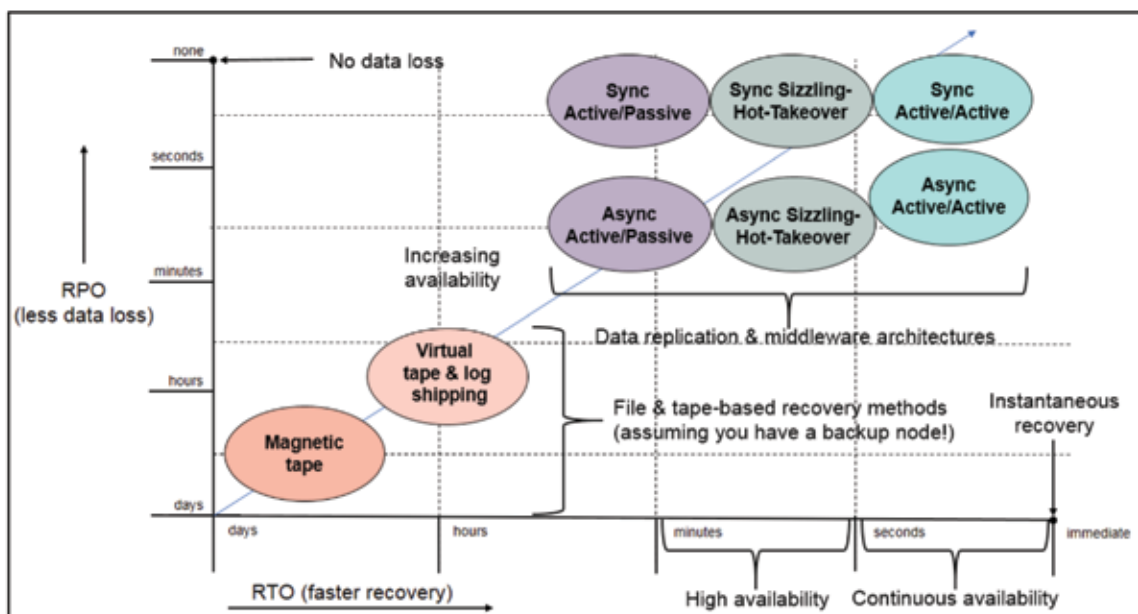 none
No data loss
Sync
Active/Passive
Sync Sizzling-
Hot-Takeover
Sync
Active/Active
seconds
Async
Active/Passive
Async Sizzling-
Hot-Takeover
Async
Active/Active
Increasing
availability
minutes
RPO
(less data loss)
Data replication & middleware architectures
Virtual
tape & log
shipping
hours
File & tape-based recovery methods
(assuming you have a backup node!)
Instantaneous
recovery
Magnetic
tape
days
days
hours
minutes
seconds
immediate
RTO (faster recovery)
High availability
Continuous availability